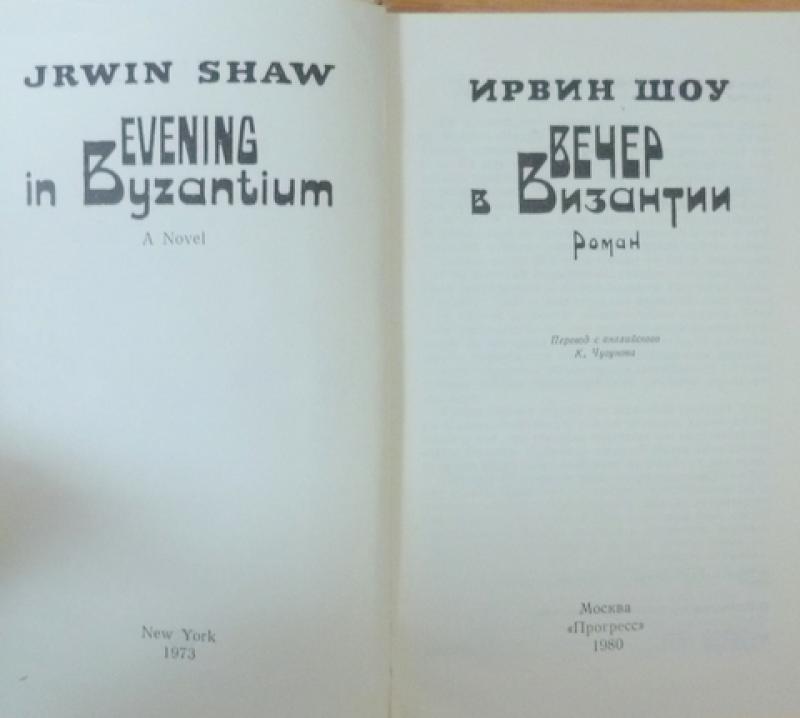 JRWIN SHAW
EVENING
in Byzantium
A Novel
New York
1973
ИРВИН ШОУ
ВЕЧЕР
в Византии
Роман
Перевод с английского
К. Чугунова
Москва
«Прогресс»
1980